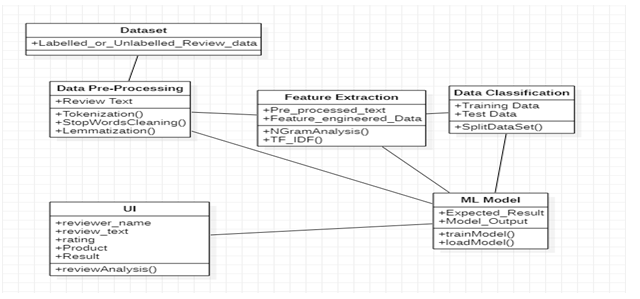 Dataset
+Labelled_or_Unlabelled_Review_data
Data Pre-Processing
+Review Text
+Tokenization()
+StopWordsCleaning()
+Lemmatization()
Feature Extraction
+Pre_processed_text
+Feature_engineered_Data
+NGramAnalysis()
+TF_IDF()
Data Classification
+Training Data
+Test Data
+SplitDataSet()
UI
+reviewer_name
+review_text
+rating
+Product
+Result
+reviewAnalysis()
ML Model
+Expected_Result
+Model_Output
+trainModel()
+loadModel()